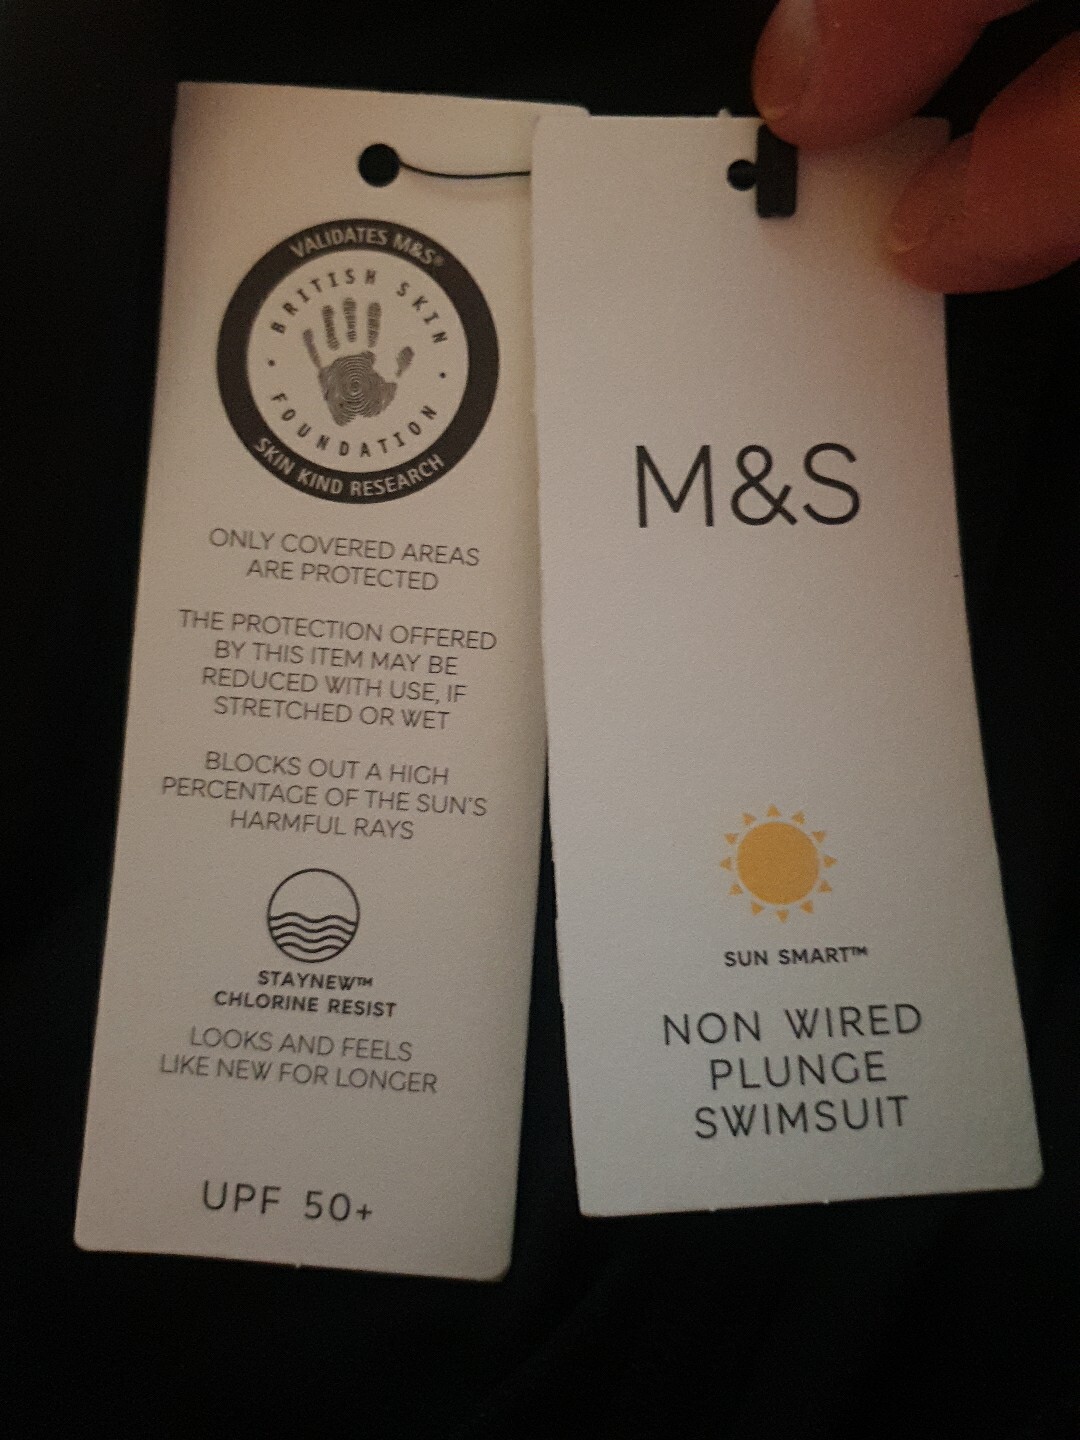 VALIDATES M&S®
BRITISH SKIN
FOUNDATION
SKIN KIND RESEARCH
ONLY COVERED AREAS
ARE PROTECTED
THE PROTECTION OFFERED
BY THIS ITEM MAY BE
REDUCED WITH USE, IF
STRETCHED OR WET
BLOCKS OUT A HIGH
PERCENTAGE OF THE SUN'S
HARMFUL RAYS
STAYNEW™
CHLORINE RESIST
LOOKS AND FEELS
LIKE NEW FOR LONGER
UPF 50+
M&S
SUN SMART™
NON WIRED
PLUNGE
SWIMSUIT